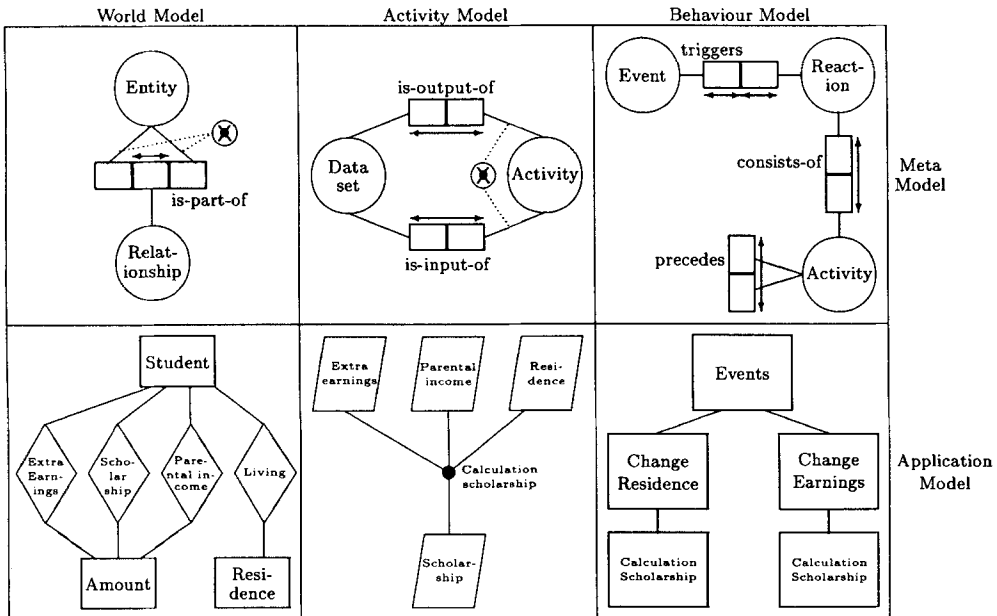 World Model
Activity Model
Behaviour Model
Entity
is-part-of
Relat-
ionship
is-output-of
Data
set
Activity
is-input-of
triggers
Event
React-
ion
consists-of
precedes
Activity
Meta
Model
Student
Extra
Earn-
ings
Scho-
lar
ship
Pare-
ntal in-
come
Living
Amount
Resi-
dence
Extra
earnings
Parental
income
Resi-
dence
Calculation
scholarship
Scholar-
ship
Events
Change
Residence
Change
Earnings
Calculation
Scholarship
Calculation
Scholarship
Application
Model